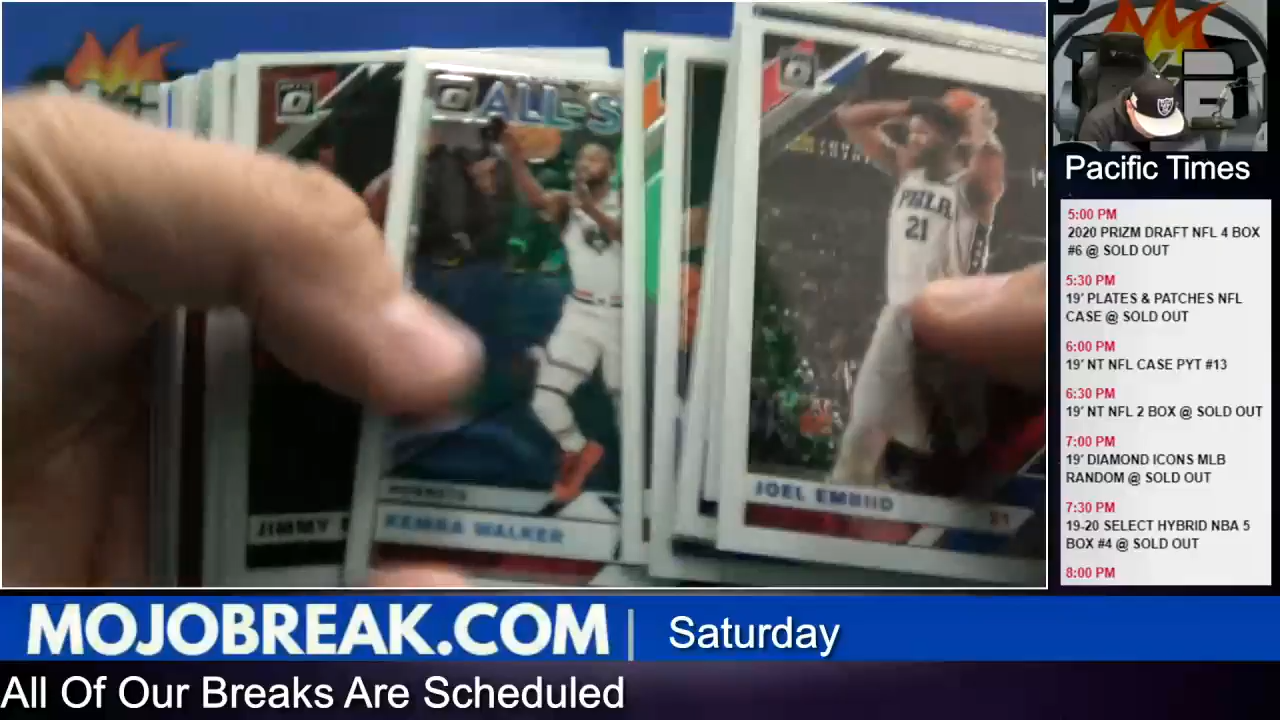 ALL-S
PHILA
21
JOEL EMBIID
21
HORNETS
KEMBA WALKER
JIMMY
Pacific Times
5:00 PM
2020 PRIZM DRAFT NFL 4 BOX
#6 @ SOLD OUT
5:30 PM
19' PLATES & PATCHES NFL
CASE @ SOLD OUT
6:00 PM
19' NT NFL CASE PYT #13
6:30 PM
19' NT NFL 2 BOX @ SOLD OUT
7:00 PM
19' DIAMOND ICONS MLB
RANDOM @ SOLD OUT
7:30 PM
19-20 SELECT HYBRID NBA 5
BOX #4 @ SOLD OUT
8:00 PM
MOJOBREAK.COM | Saturday
All Of Our Breaks Are Scheduled